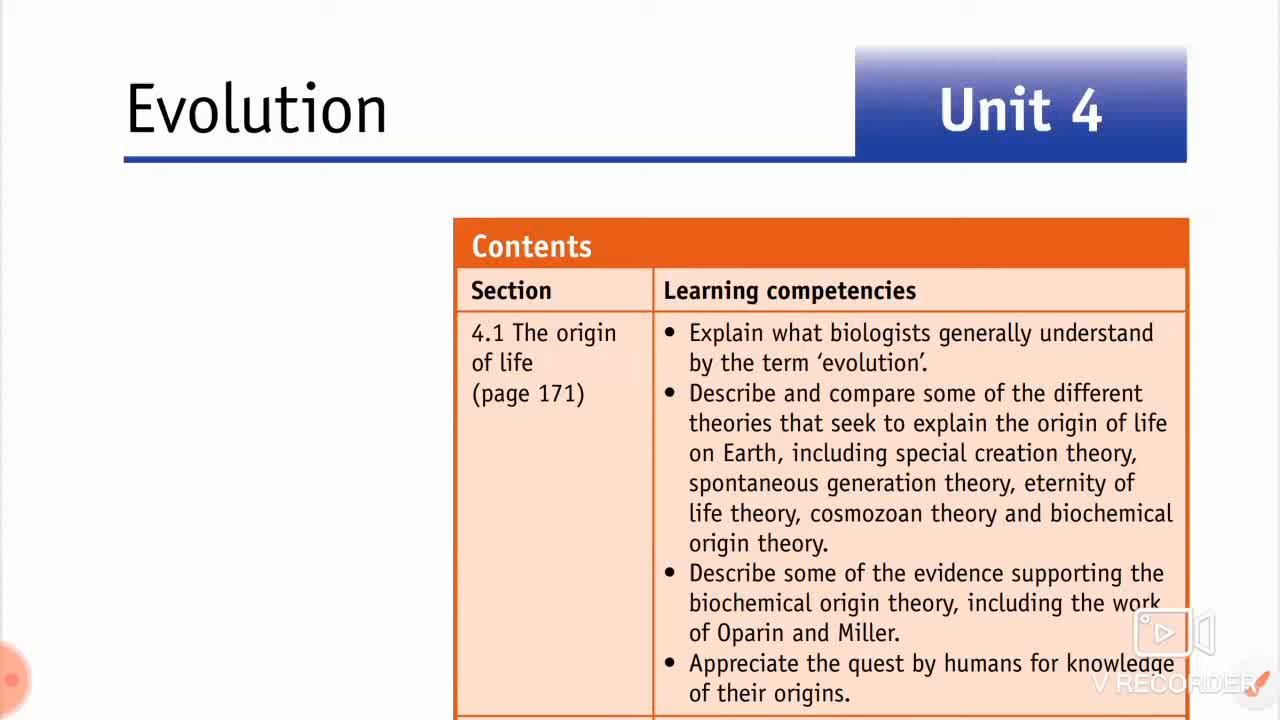 Evolution
Unit 4
Contents
Section
Learning competencies
4.1 The origin
of life
(page 171)
• Explain what biologists generally understand
by the term ‘evolution’.
• Describe and compare some of the different
theories that seek to explain the origin of life
on Earth, including special creation theory,
spontaneous generation theory, eternity of
life theory, cosmozoan theory and biochemical
origin theory.
• Describe some of the evidence supporting the
biochemical origin theory, including the work
of Oparin and Miller.
• Appreciate the quest by humans for knowledge
of their origins.
V RECORDER